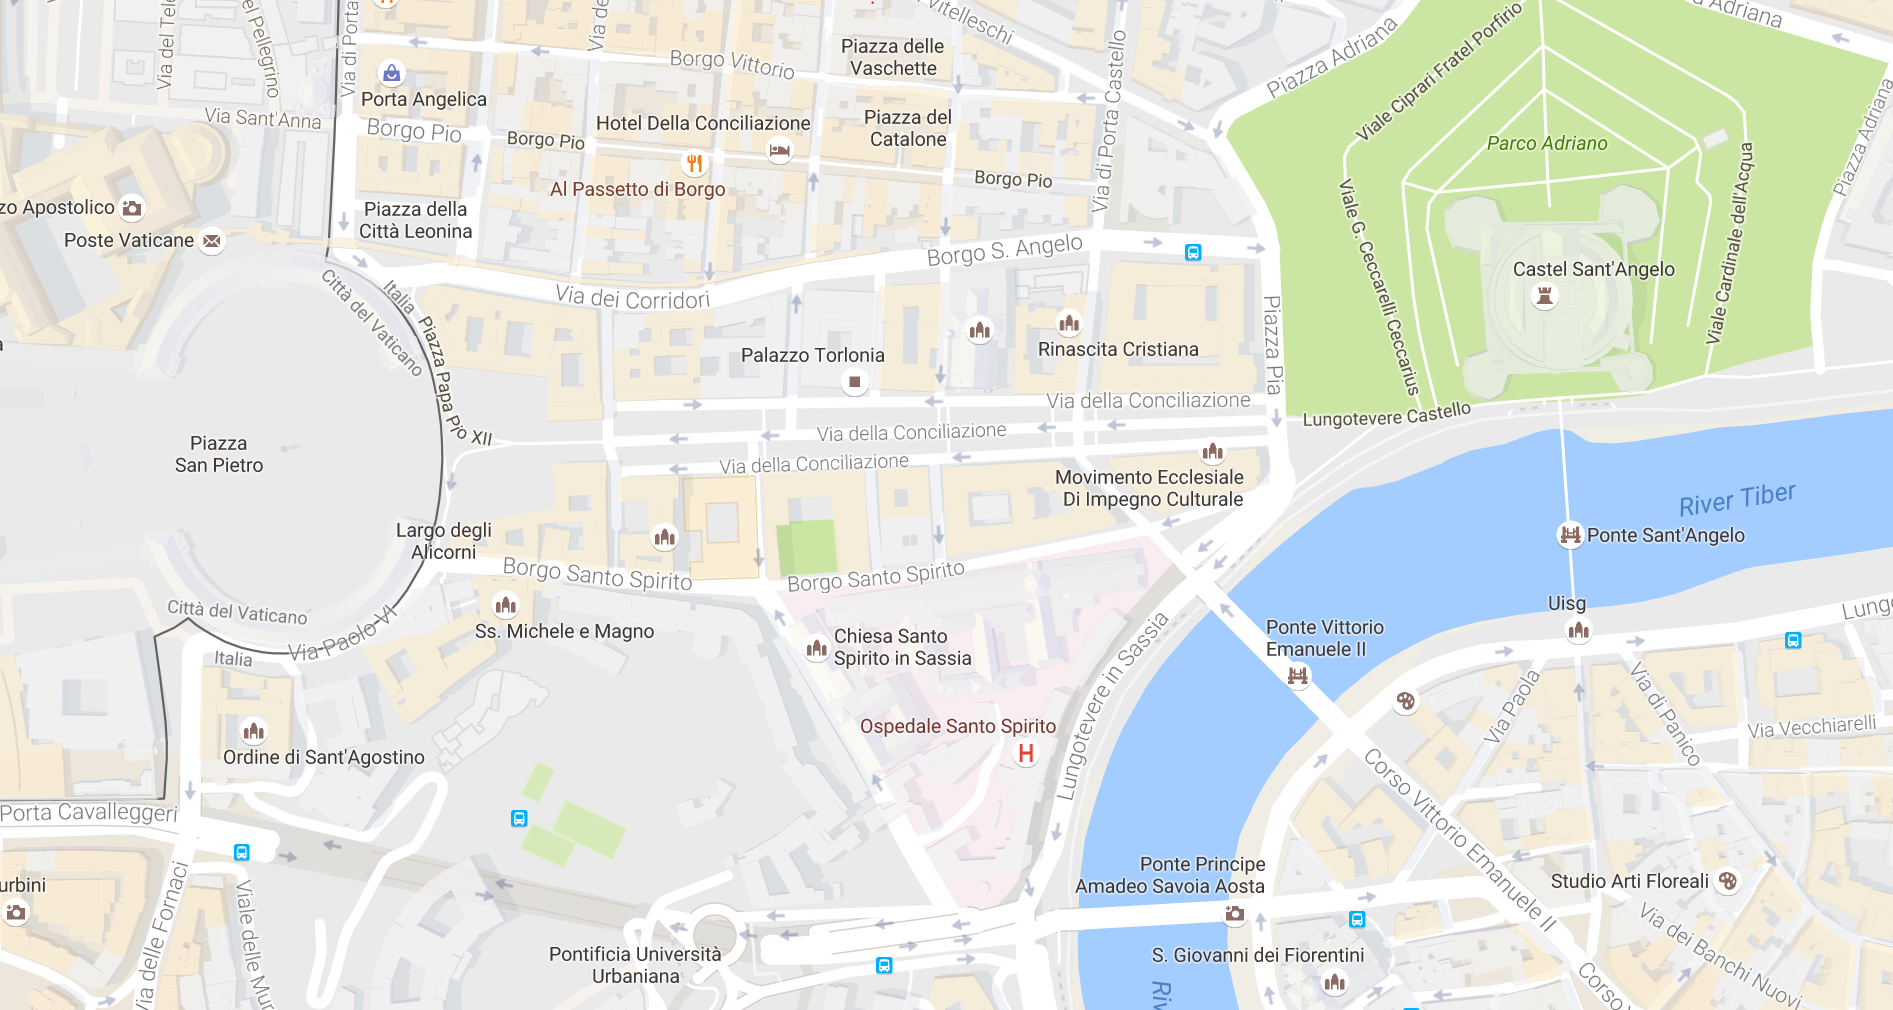 Via di Porta
Via del Pellegrino
Via de
Vitelleschi
Via di Porta Castello
Piazza Adriana
Adriana
Borgo Vittorio
Piazza delle
Vaschette
Porta Angelica
Via Sant'Anna
Borgo Pio
Borgo Pio
Hotel Della Conciliazione
Piazza del
Catalone
Al Passetto di Borgo
Borgo Pio
Viale Ciprari Fratel Porfirio
Parco Adriano
Viale G. Ceccarelli Ceccarius
Viale Cardinale dell'Acqua
Piazza Adriana
Castel Sant'Angelo
zo Apostolico
Poste Vaticane
Piazza della
Città Leonina
Borgo S. Angelo
Via dei Corridori
Città del Vaticano
Italia
Piazza Papa Pio XII
Palazzo Torlonia
Rinascita Cristiana
Piazza Pia
Via della Conciliazione
Via della Conciliazione
Via della Conciliazione
Lungotevere Castello
Piazza
San Pietro
Movimento Ecclesiale
Di Impegno Culturale
River Tiber
Ponte Sant'Angelo
Largo degli
Alicorni
Borgo Santo Spirito
Borgo Santo Spirito
Città del Vaticano
Via Paolo VI
Italia
Ss. Michele e Magno
Chiesa Santo
Spirito in Sassia
Lungotevere in Sassia
Uisg
Lungo
Ponte Vittorio
Emanuele II
Via Paola
Via di Panico
Via Vecchiarelli
Ordine di Sant'Agostino
Ospedale Santo Spirito
H
Corso Vittorio Emanuele II
Porta Cavalleggeri
urbini
Via delle Fornaci
Viale delle Mur
Pontificia Università
Urbaniana
Ponte Principe
Amadeo Savoia Aosta
Studio Arti Floreali
S. Giovanni dei Fiorentini
Via dei Banchi Nuovi
Corso
Riv